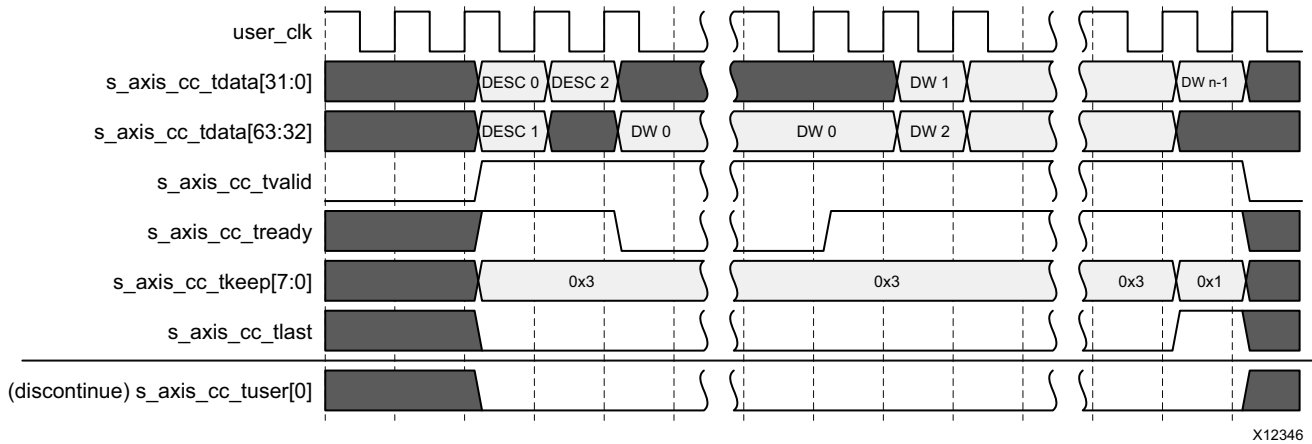 user_clk
s_axis_cc_tdata[31:0] DESC 0 DESC 2 DW 1 DW n-1
s_axis_cc_tdata[63:32] DESC 1 DW 0 DW 0 DW 2
s_axis_cc_tvalid
s_axis_cc_tready
s_axis_cc_tkeep[7:0] 0x3 0x3 0x3 0x1
s_axis_cc_tlast
(discontinue) s_axis_cc_tuser[0]
X12346